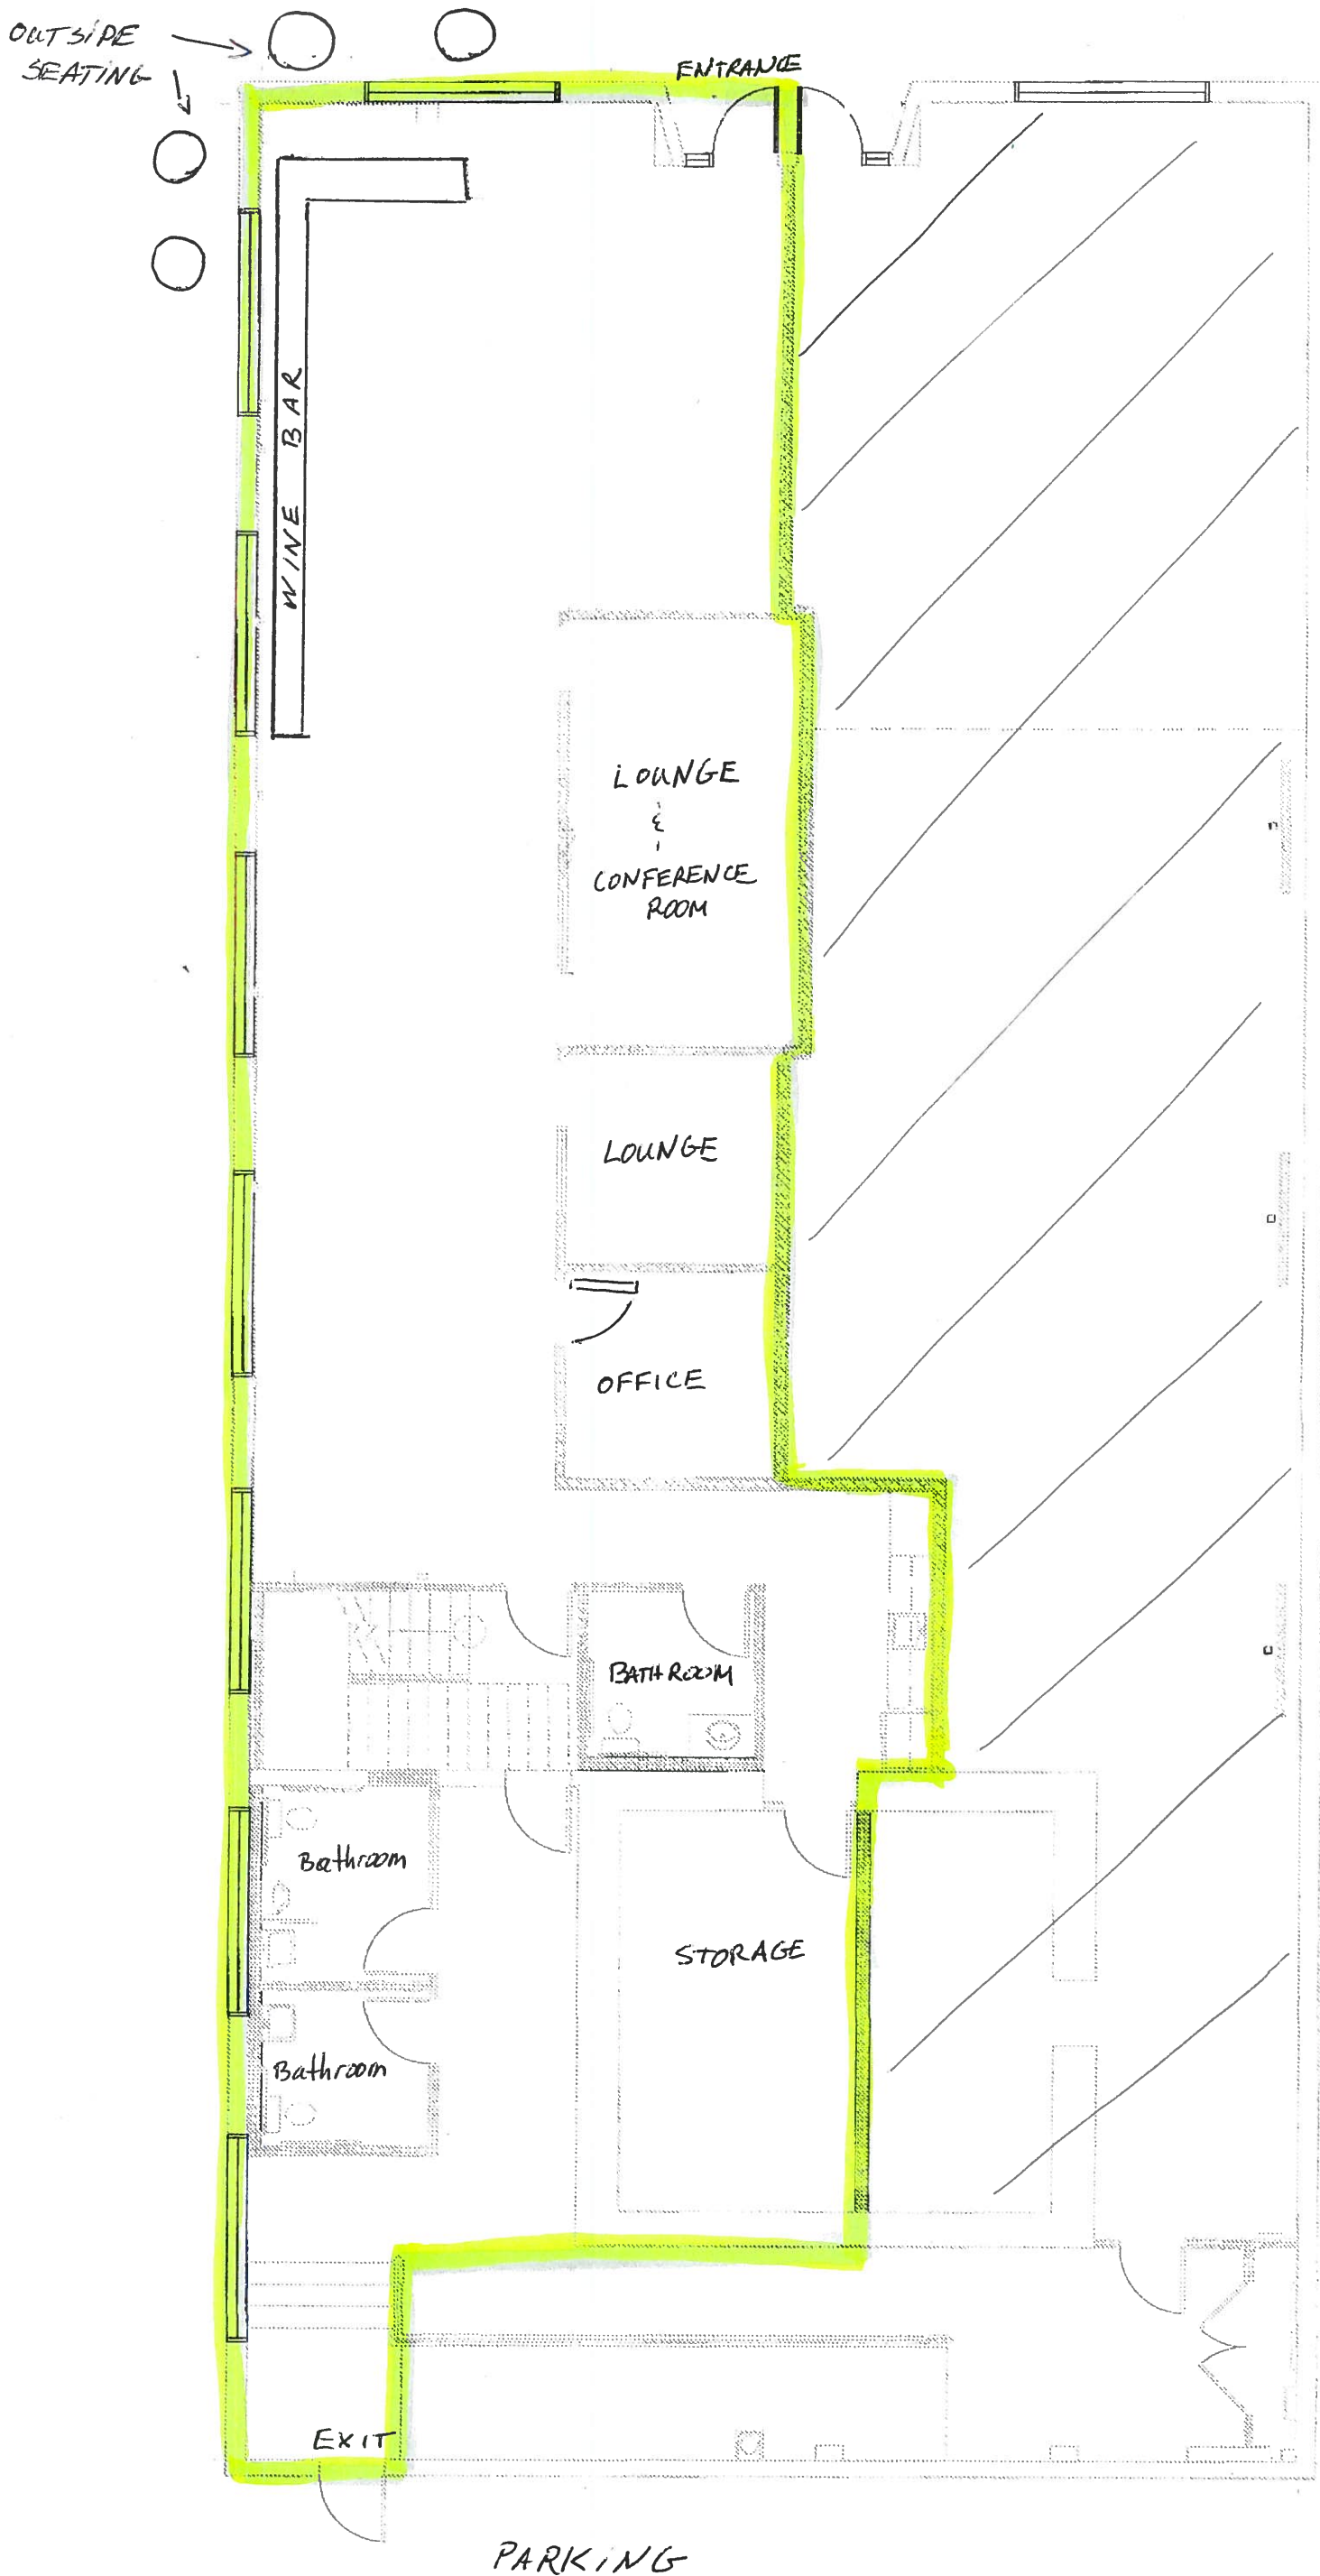 OUTSIDE
SEATING
ENTRANCE
WINE BAR
LOUNGE
&
CONFERENCE
ROOM
LOUNGE
OFFICE
BATHROOM
Bathroom
STORAGE
Bathroom
EXIT
PARKING